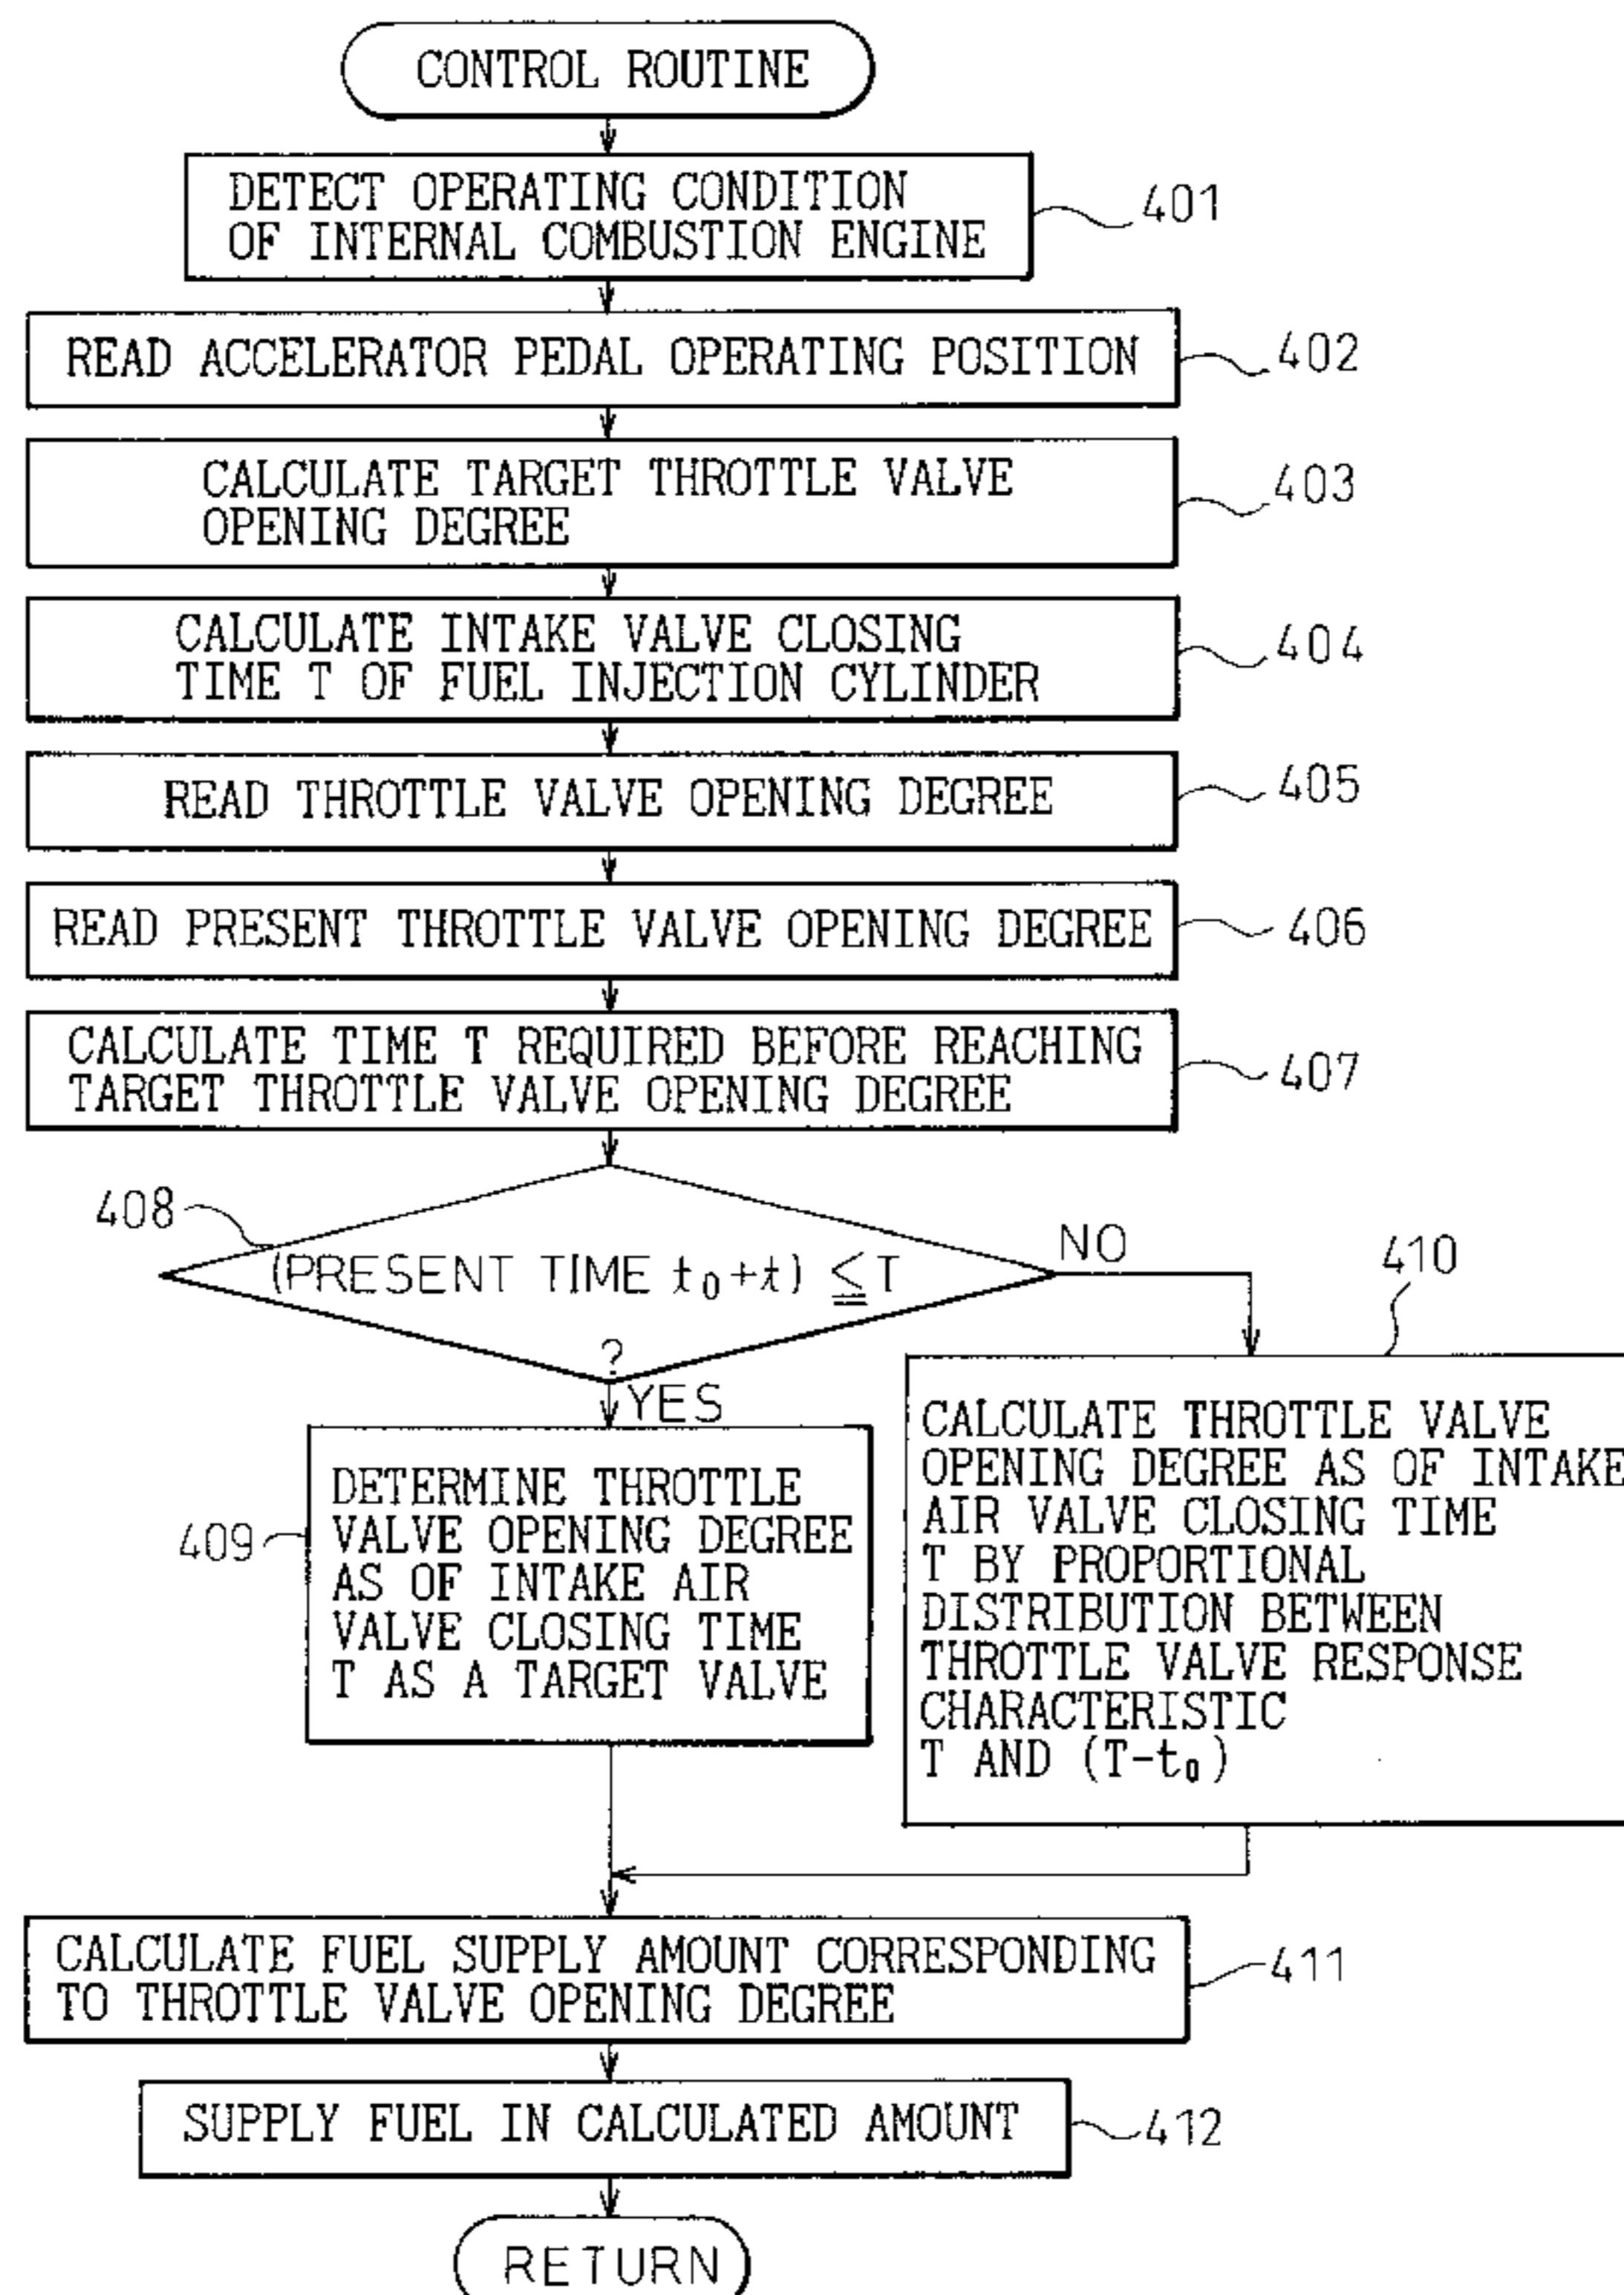 CONTROL ROUTINE
DETECT OPERATING CONDITION
OF INTERNAL COMBUSTION ENGINE
401
READ ACCELERATOR PEDAL OPERATING POSITION
402
CALCULATE TARGET THROTTLE VALVE
OPENING DEGREE
403
CALCULATE INTAKE VALVE CLOSING
TIME T OF FUEL INJECTION CYLINDER
404
READ THROTTLE VALVE OPENING DEGREE
405
READ PRESENT THROTTLE VALVE OPENING DEGREE
406
CALCULATE TIME T REQUIRED BEFORE REACHING
TARGET THROTTLE VALVE OPENING DEGREE
407
408
(PRESENT TIME t₀+t) ≦T
?
NO
YES
409
DETERMINE THROTTLE
VALVE OPENING DEGREE
AS OF INTAKE AIR
VALVE CLOSING TIME
T AS A TARGET VALVE
410
CALCULATE THROTTLE VALVE
OPENING DEGREE AS OF INTAKE
AIR VALVE CLOSING TIME
T BY PROPORTIONAL
DISTRIBUTION BETWEEN
THROTTLE VALVE RESPONSE
CHARACTERISTIC
T AND (T-t₀)
CALCULATE FUEL SUPPLY AMOUNT CORRESPONDING
TO THROTTLE VALVE OPENING DEGREE
411
SUPPLY FUEL IN CALCULATED AMOUNT
412
RETURN